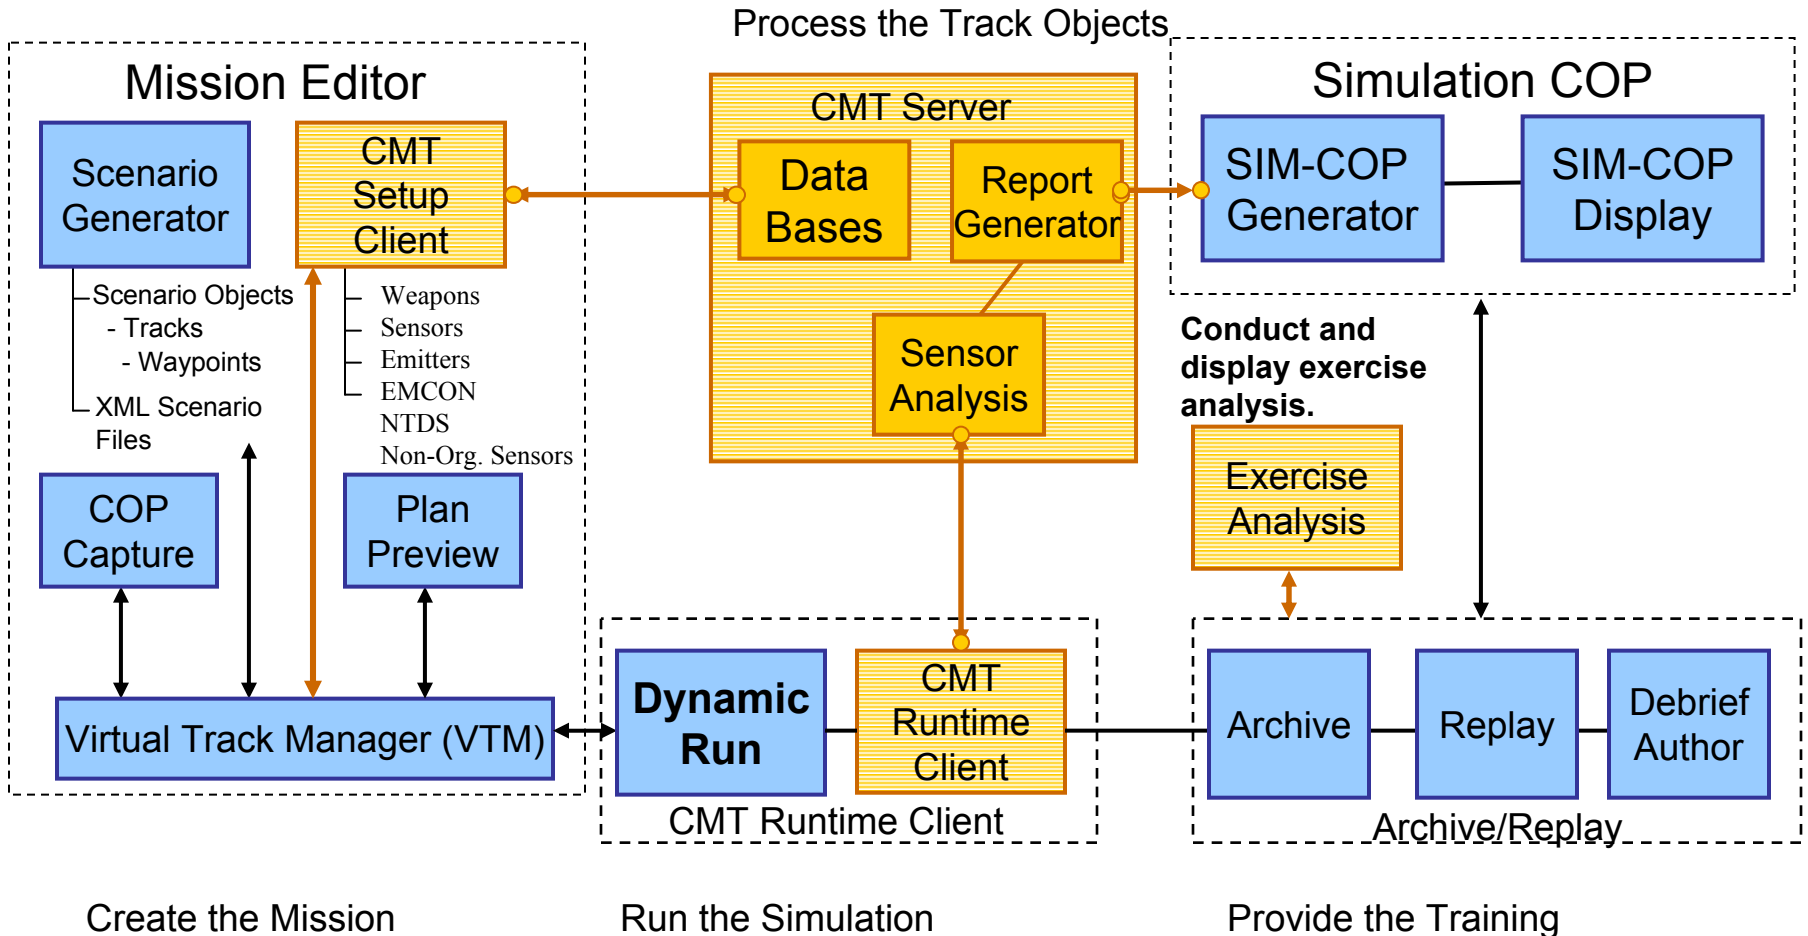 Process the Track Objects
Mission Editor
Scenario
Generator
CMT
Setup
Client
Scenario Objects
- Tracks
- Waypoints
XML Scenario
Files
Weapons
Sensors
Emitters
EMCON
NTDS
Non-Org. Sensors
COP
Capture
Plan
Preview
Virtual Track Manager (VTM)
CMT Server
Data
Bases
Report
Generator
Sensor
Analysis
Simulation COP
SIM-COP
Generator
SIM-COP
Display
Conduct and
display exercise
analysis.
Exercise
Analysis
Dynamic
Run
CMT
Runtime
Client
CMT Runtime Client
Archive
Replay
Debrief
Author
Archive/Replay
Create the Mission
Run the Simulation
Provide the Training